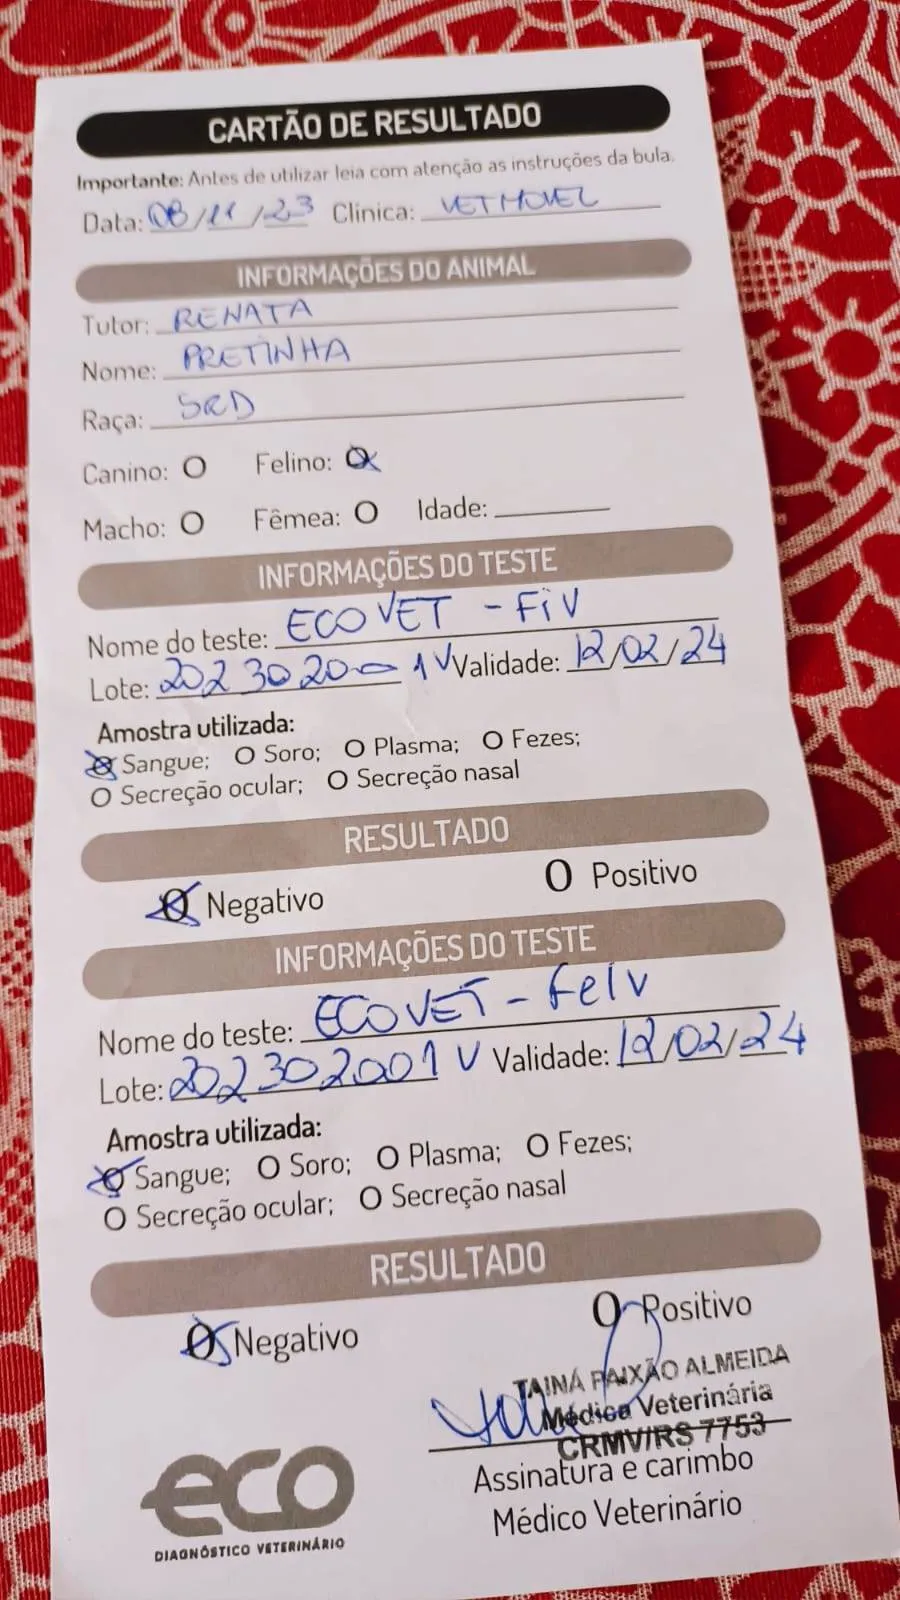 CARTÃO DE RESULTADO
Importante: Antes de utilizar leia com atenção as instruções da bula.
Data: 08/11/23 Clínica: VETMOVEL
INFORMAÇÕES DO ANIMAL
Tutor: RENATA
Nome: PRETINHA
Raça: SRD
Canino: O Felino: O
Macho: O Fêmea: O Idade:
INFORMAÇÕES DO TESTE
Nome do teste: ECOVET - FiV
Lote: 202302001V Validade: 12/02/24
Amostra utilizada:
O Sangue; O Soro; O Plasma; O Fezes;
O Secreção ocular; O Secreção nasal
RESULTADO
O Negativo O Positivo
INFORMAÇÕES DO TESTE
Nome do teste: ECOVET - Felv
Lote: 202302001V Validade: 12/02/24
Amostra utilizada:
O Sangue; O Soro; O Plasma; O Fezes;
O Secreção ocular; O Secreção nasal
RESULTADO
O Negativo O Positivo
TAINÁ PAIXÃO ALMEIDA
Médica Veterinária
CRMV/RS 7753
Assinatura e carimbo
Médico Veterinário
eco
DIAGNÓSTICO VETERINÁRIO